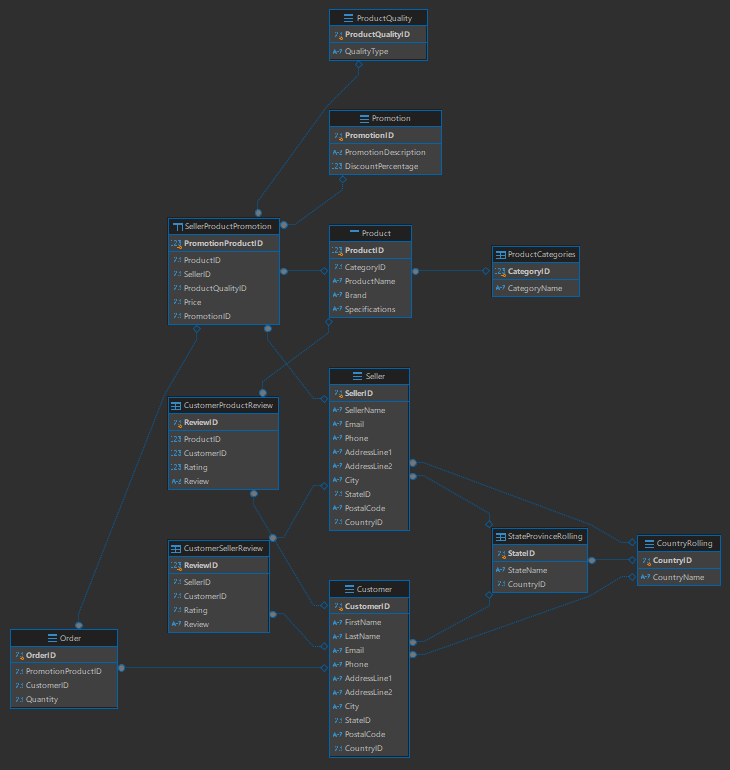 ProductQuality
ProductQualityID
QualityType
Promotion
PromotionID
PromotionDescription
DiscountPercentage
SellerProductPromotion
PromotionProductID
ProductID
SellerID
ProductQualityID
Price
PromotionID
Product
ProductID
CategoryID
ProductName
Brand
Specifications
ProductCategories
CategoryID
CategoryName
Seller
SellerID
SellerName
Email
Phone
AddressLine1
AddressLine2
City
StateID
PostalCode
CountryID
CustomerProductReview
ReviewID
ProductID
CustomerID
Rating
Review
CustomerSellerReview
ReviewID
SellerID
CustomerID
Rating
Review
StateProvinceRolling
StateID
StateName
CountryID
CountryRolling
CountryID
CountryName
Customer
CustomerID
FirstName
LastName
Email
Phone
AddressLine1
AddressLine2
City
StateID
PostalCode
CountryID
Order
OrderID
PromotionProductID
CustomerID
Quantity